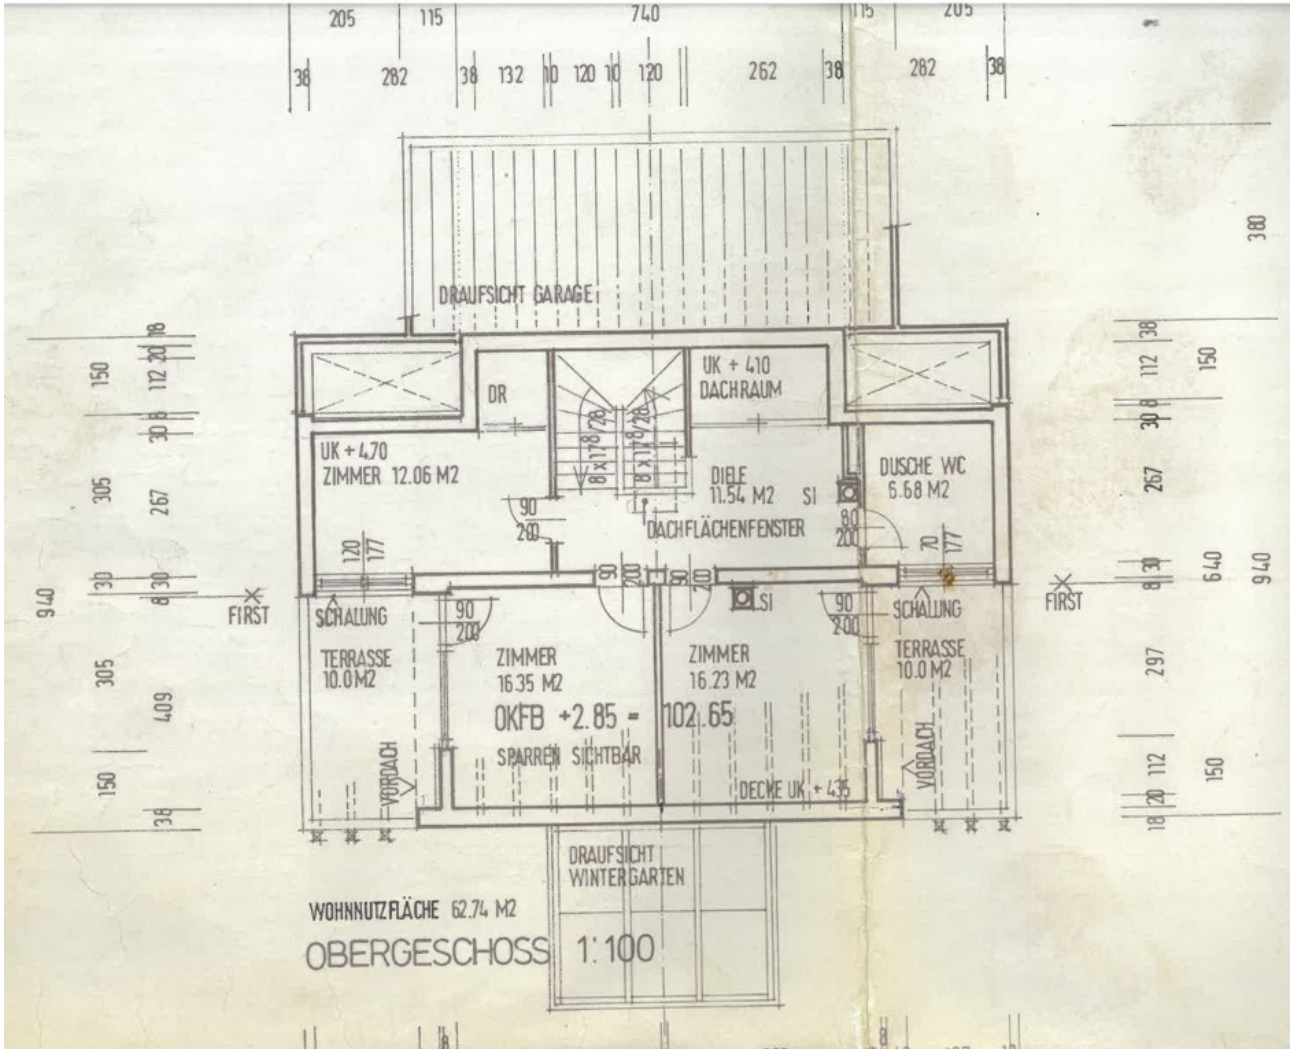 205 115 740 115 205
38 282 38 132 10 120 10 120 262 38 282 38
380
DRAUFSICHT GARAGE
18
20
112
8
30
267
30
8
409
38
150
305
305
150
940
UK + 4.70
ZIMMER 12.06 M2
DR
8 x 17⁸/28
8 x 17⁸/28
UK + 410
DACHRAUM
DIELE
11.54 M2
SI
DUSCHE WC
6.68 M2
DACHFLÄCHENFENSTER
90
200
80
200
120
177
70
177
90
200
90
200
FIRST
SCHALUNG
TERRASSE
10.0 M2
VORDACH
90
200
ZIMMER
16.35 M2
SI
ZIMMER
16.23 M2
90
200
OKFB +2.85 = 102.65
SPARREN SICHTBAR
DECKE UK + 435
SCHALUNG
TERRASSE
10.0 M2
VORDACH
FIRST
38
112
8
30
267
30
8
297
112
20
18
150
640
150
940
DRAUFSICHT
WINTERGARTEN
WOHNNUTZFLÄCHE 62.74 M2
OBERGESCHOSS 1:100
8
8